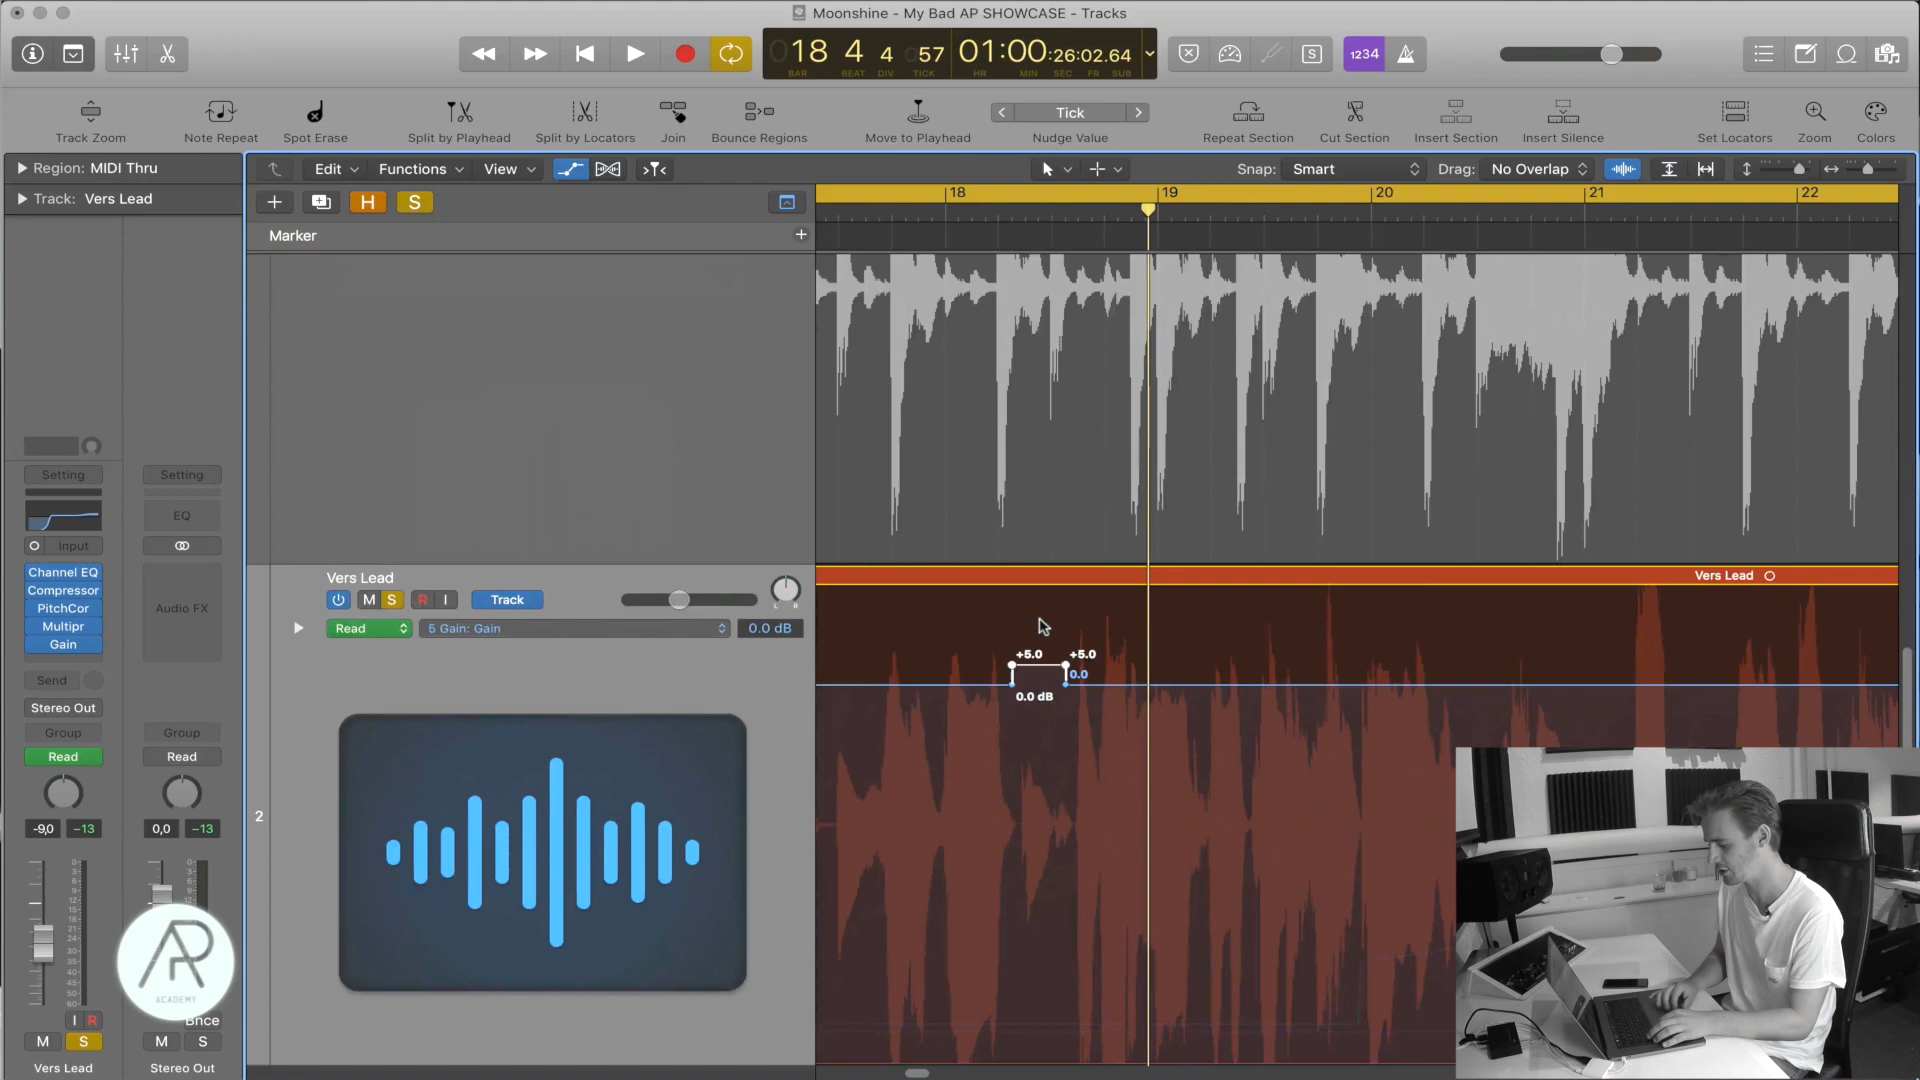 Moonshine - My Bad AP SHOWCASE - Tracks
18 4 4 57 01:00:26:02.64
BAR BEAT DIV TICK HR MIN SEC FR SUB
S 1234
Track Zoom Note Repeat Spot Erase Split by Playhead Split by Locators Join Bounce Regions Move to Playhead Tick Nudge Value Repeat Section Cut Section Insert Section Insert Silence Set Locators Zoom Colors
Region: MIDI Thru
Edit Functions View Snap: Smart Drag: No Overlap
Track: Vers Lead
H S
18 19 20 21 22
Marker
Setting Setting
EQ
Input
Channel EQ
Compressor
PitchCor
Multipr
Gain
Audio FX
Send
Stereo Out
Group Group
Read Read
-9,0 -13 0,0 -13
I R Bnce
M S M S
Vers Lead Stereo Out
AR
ACADEMY
2
Vers Lead
M S R I Track
L R
Read 5 Gain: Gain 0.0 dB
Vers Lead
+5.0 +5.0
0.0
0.0 dB